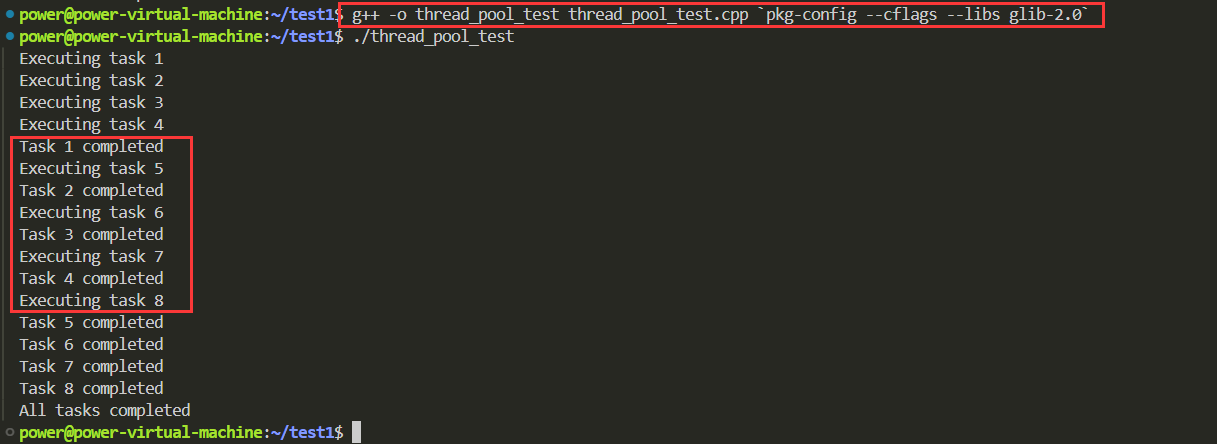 power@power-virtual-machine:~/test1$ g++ -o thread_pool_test thread_pool_test.cpp `pkg-config --cflags --libs glib-2.0`
power@power-virtual-machine:~/test1$ ./thread_pool_test
Executing task 1
Executing task 2
Executing task 3
Executing task 4
Task 1 completed
Executing task 5
Task 2 completed
Executing task 6
Task 3 completed
Executing task 7
Task 4 completed
Executing task 8
Task 5 completed
Task 6 completed
Task 7 completed
Task 8 completed
All tasks completed
power@power-virtual-machine:~/test1$